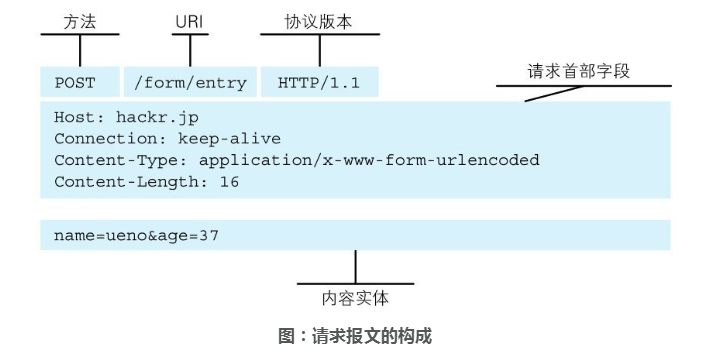 方法 URI 协议版本
POST /form/entry HTTP/1.1
请求首部字段
Host: hackr.jp
Connection: keep-alive
Content-Type: application/x-www-form-urlencoded
Content-Length: 16
name=ueno&age=37
内容实体
图：请求报文的构成